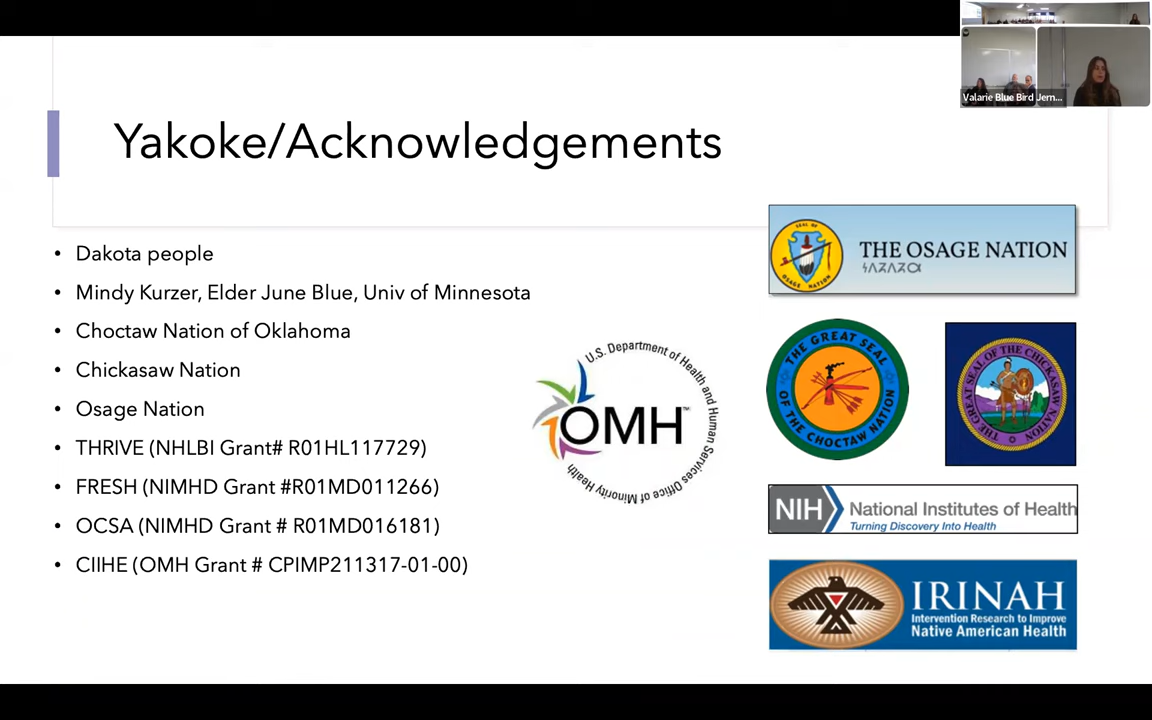 Valarie Blue Bird Jern...
Yakoke/Acknowledgements
• Dakota people
• Mindy Kurzer, Elder June Blue, Univ of Minnesota
• Choctaw Nation of Oklahoma
• Chickasaw Nation
• Osage Nation
• THRIVE (NHLBI Grant# R01HL117729)
• FRESH (NIMHD Grant #R01MD011266)
• OCSA (NIMHD Grant # R01MD016181)
• CIIHE (OMH Grant # CPIMP211317-01-00)
U.S. Department of Health and Human Services Office of Minority Health
OMH™
SEAL OF
OSAGE NATION
THE OSAGE NATION
THE GREAT SEAL
OF THE CHOCTAW NATION
THE GREAT SEAL OF THE CHICKASAW NATION
NIH
National Institutes of Health
Turning Discovery Into Health
IRINAH
Intervention Research to Improve
Native American Health